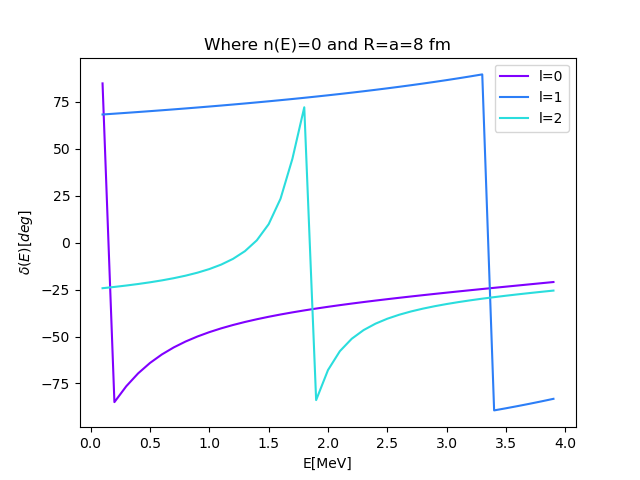 Where n(E)=0 and R=a=8 fm
l=0
l=1
l=2
75
50
25
0
−25
−50
−75
δ(E)[deg]
0.0 0.5 1.0 1.5 2.0 2.5 3.0 3.5 4.0
E[MeV]